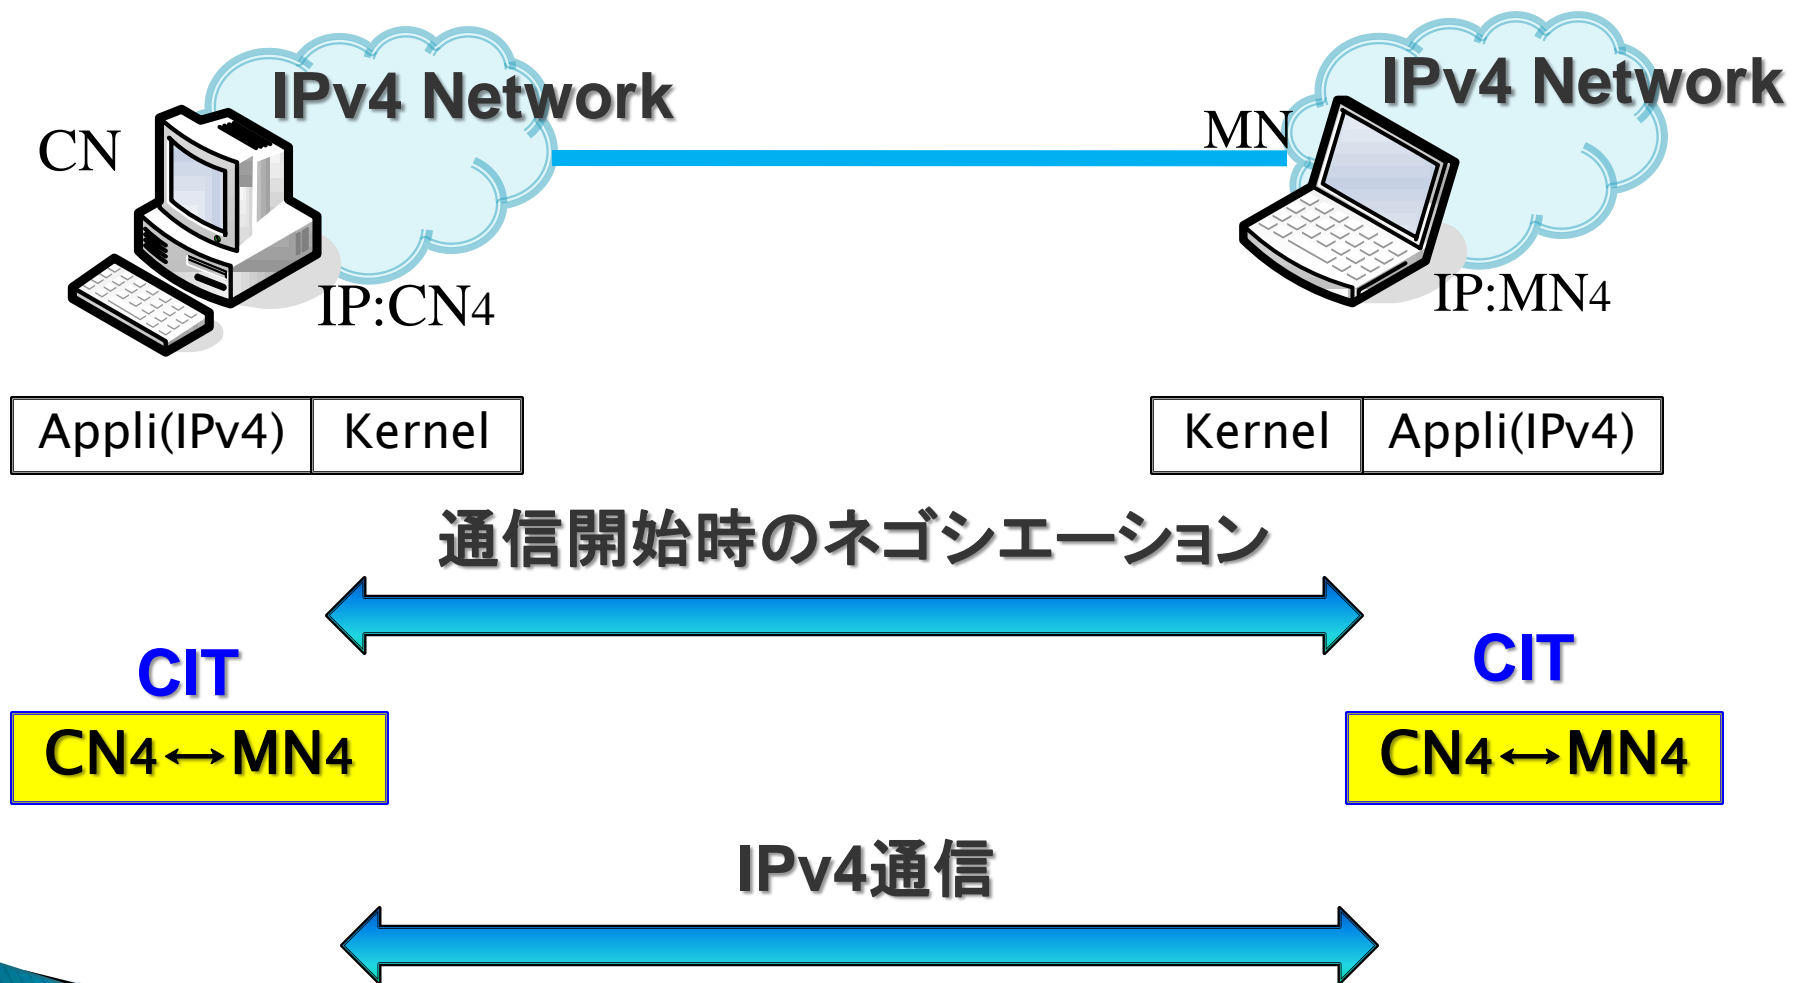 IPv4 Network
IPv4 Network
CN
MN
IP:CN4
IP:MN4
Appli(IPv4) Kernel
Kernel Appli(IPv4)
通信開始時のネゴシエーション
CIT
CIT
CN4↔MN4
CN4↔MN4
IPv4通信